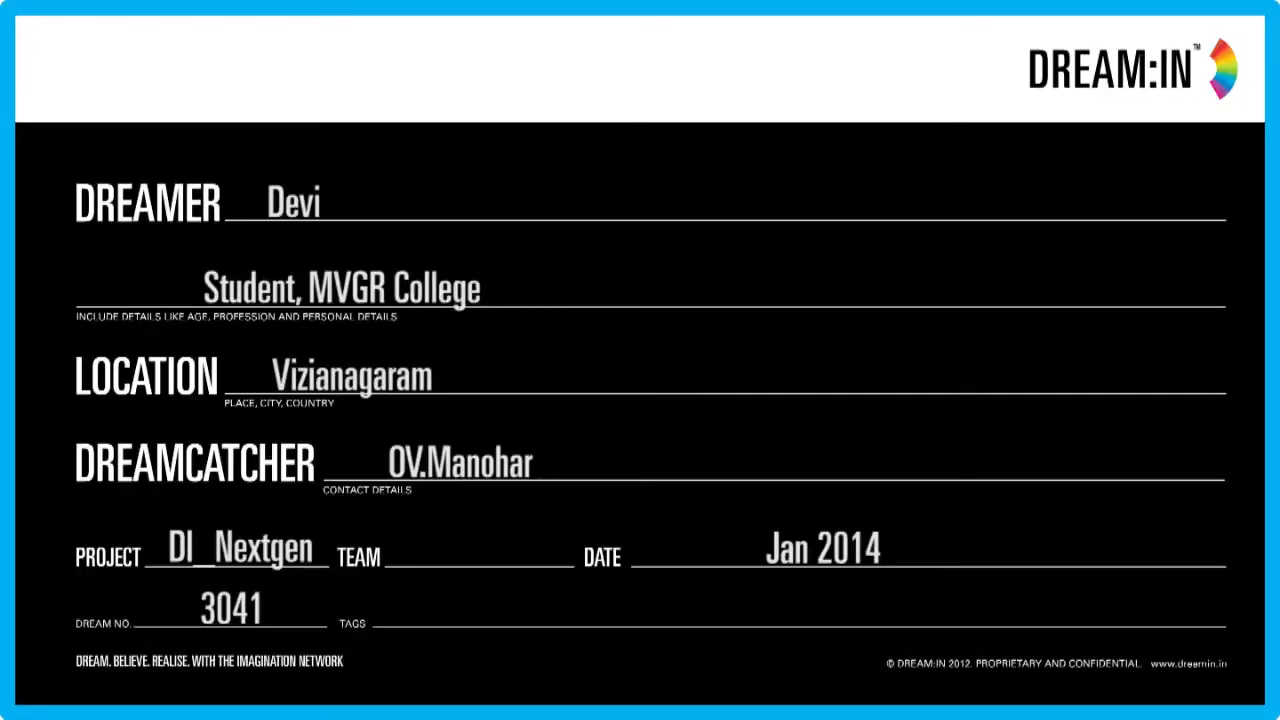 DREAM:IN™
DREAMER Devi
Student, MVGR College
INCLUDE DETAILS LIKE AGE, PROFESSION AND PERSONAL DETAILS
LOCATION Vizianagaram
PLACE, CITY, COUNTRY
DREAMCATCHER OV.Manohar
CONTACT DETAILS
PROJECT DI_Nextgen TEAM DATE Jan 2014
DREAM NO. 3041 TAGS
DREAM. BELIEVE. REALISE. WITH THE IMAGINATION NETWORK
© DREAM:IN 2012. PROPRIETARY AND CONFIDENTIAL. www.dreamin.in